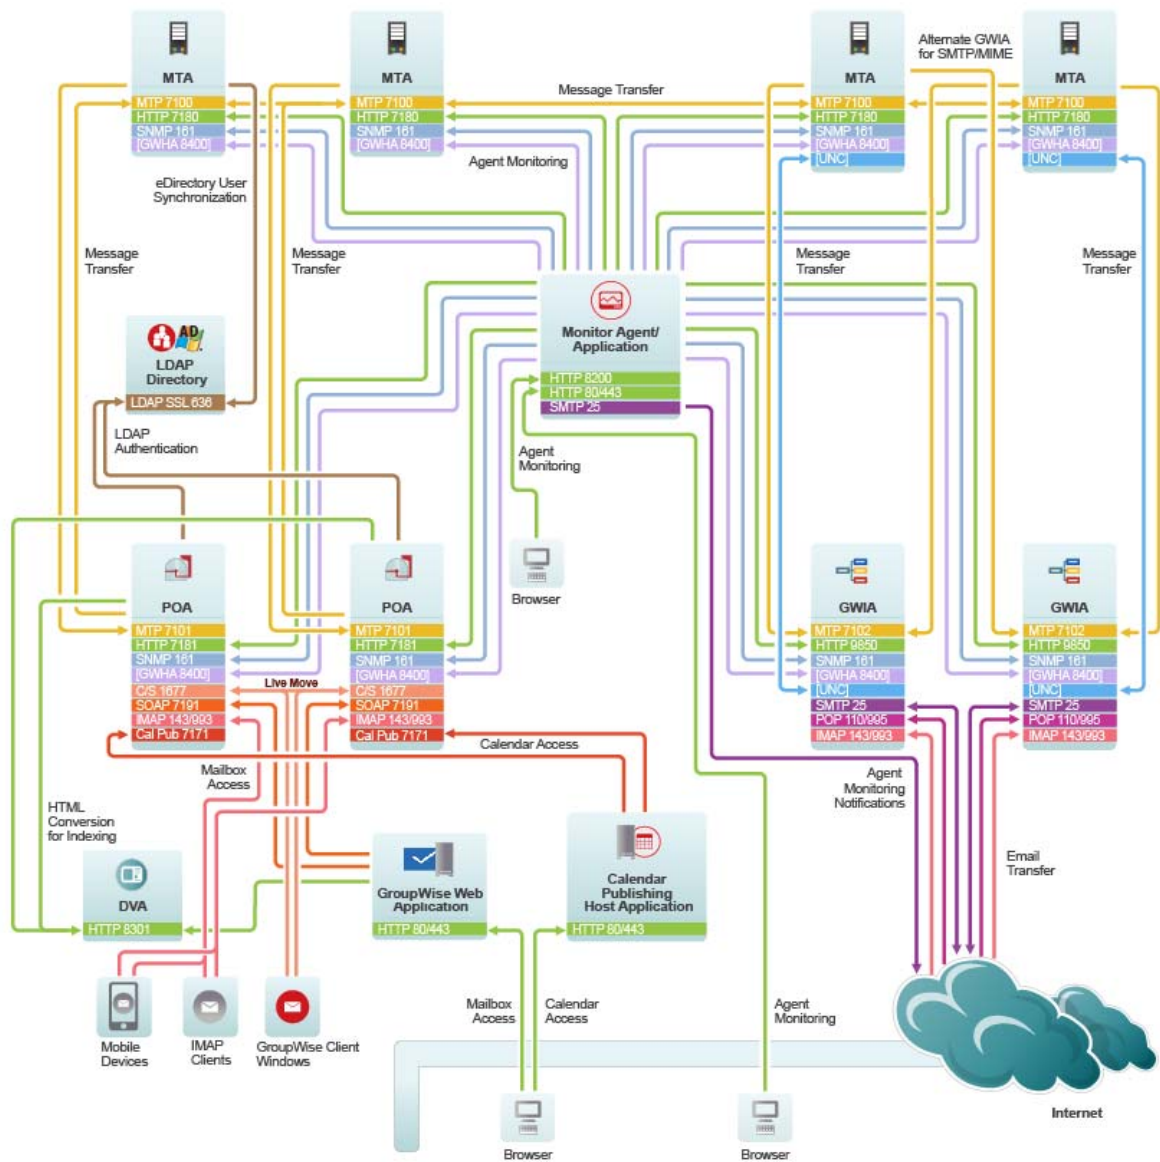 MTA
MTP 7100
HTTP 7180
SNMP 161
[GWHA 8400]
MTA
MTP 7100
HTTP 7180
SNMP 161
[GWHA 8400]
Message Transfer
Agent Monitoring
MTA
MTP 7100
HTTP 7180
SNMP 161
[GWHA 8400]
[UNC]
Alternate GWIA
for SMTP/MIME
MTA
MTP 7100
HTTP 7180
SNMP 161
[GWHA 8400]
[UNC]
eDirectory User
Synchronization
Message
Transfer
Message
Transfer
Message
Transfer
Message
Transfer
Monitor Agent/
Application
HTTP 8200
HTTP 80/443
SMTP 25
AD
LDAP
Directory
LDAP SSL 636
LDAP
Authentication
Agent
Monitoring
Browser
POA
MTP 7101
HTTP 7181
SNMP 161
[GWHA 8400]
C/S 1677
SOAP 7191
IMAP 143/993
Cal Pub 7171
Live Move
POA
MTP 7101
HTTP 7181
SNMP 161
[GWHA 8400]
C/S 1677
SOAP 7191
IMAP 143/993
Cal Pub 7171
GWIA
MTP 7102
HTTP 9850
SNMP 161
[GWHA 8400]
[UNC]
SMTP 25
POP 110/995
IMAP 143/993
GWIA
MTP 7102
HTTP 9850
SNMP 161
[GWHA 8400]
[UNC]
SMTP 25
POP 110/995
IMAP 143/993
Calendar Access
Mailbox
Access
Agent
Monitoring
Notifications
HTML
Conversion
for Indexing
Email
Transfer
DVA
HTTP 8301
GroupWise Web
Application
HTTP 80/443
Calendar
Publishing
Host Application
HTTP 80/443
Mobile
Devices
IMAP
Clients
GroupWise Client
Windows
Mailbox
Access
Calendar
Access
Agent
Monitoring
Internet
Browser
Browser